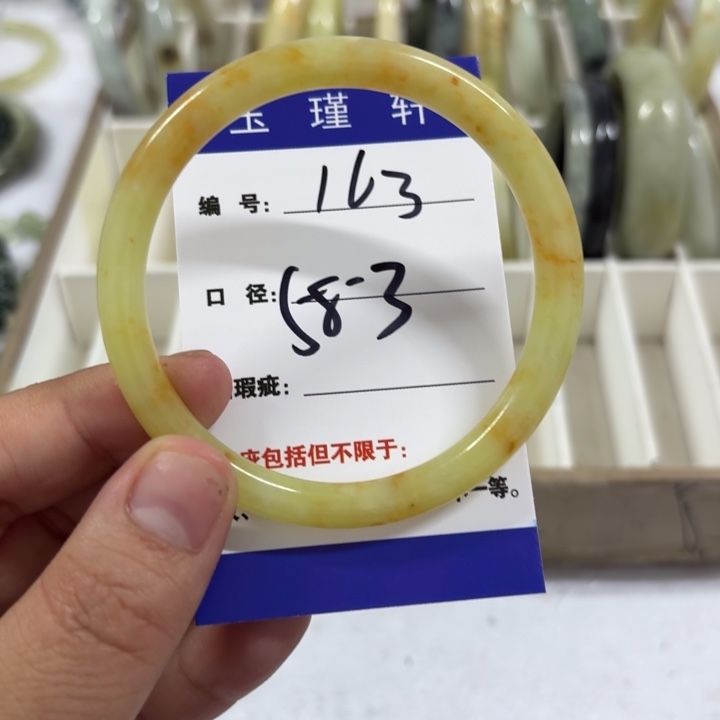 玉瑾轩
编号: 163
口径: 58-3
瑕疵:
包括但不限于:
等。